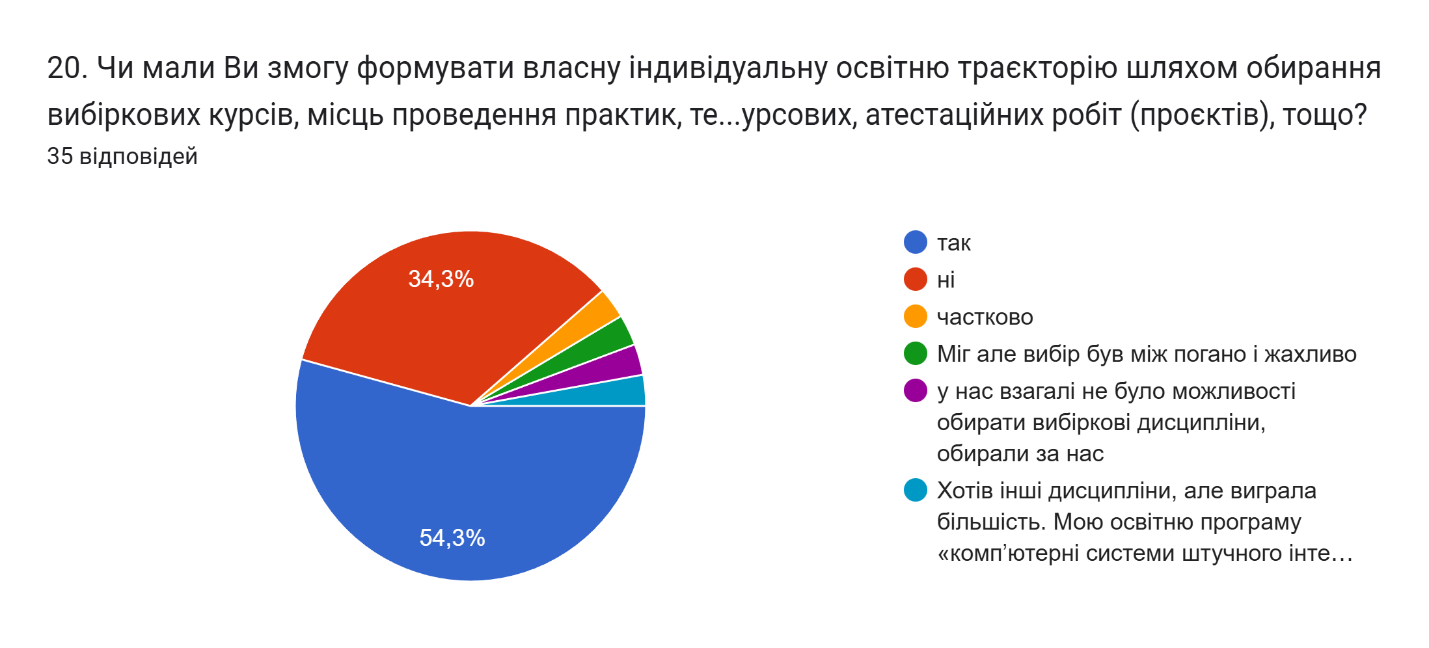 20. Чи мали Ви змогу формувати власну індивідуальну освітню траєкторію шляхом обирання
вибіркових курсів, місць проведення практик, те...урсових, атестаційних робіт (проєктів), тощо?
35 відповідей
34,3%
54,3%
так
ні
частково
Міг але вибір був між погано і жахливо
у нас взагалі не було можливості
обирати вибіркові дисципліни,
обирали за нас
Хотів інші дисципліни, але виграла
більшість. Мою освітню програму
«комп’ютерні системи штучного інте…